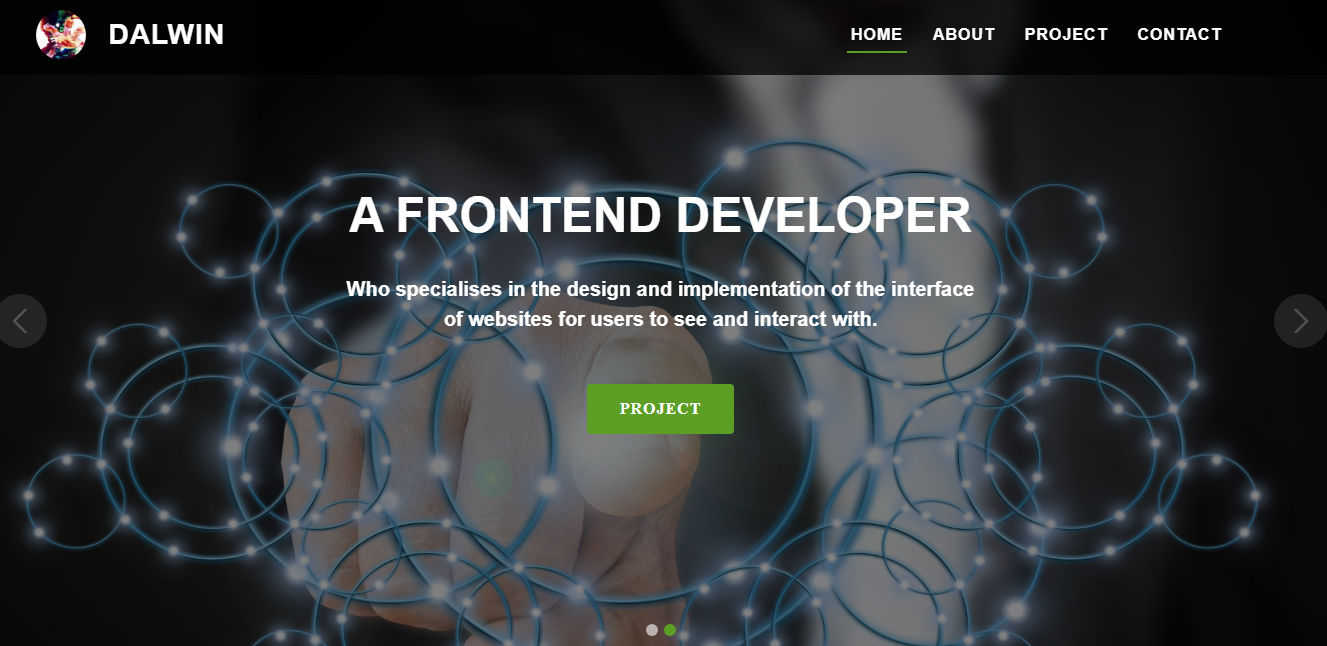 DALWIN
HOME ABOUT PROJECT CONTACT
A FRONTEND DEVELOPER
Who specialises in the design and implementation of the interface
of websites for users to see and interact with.
PROJECT